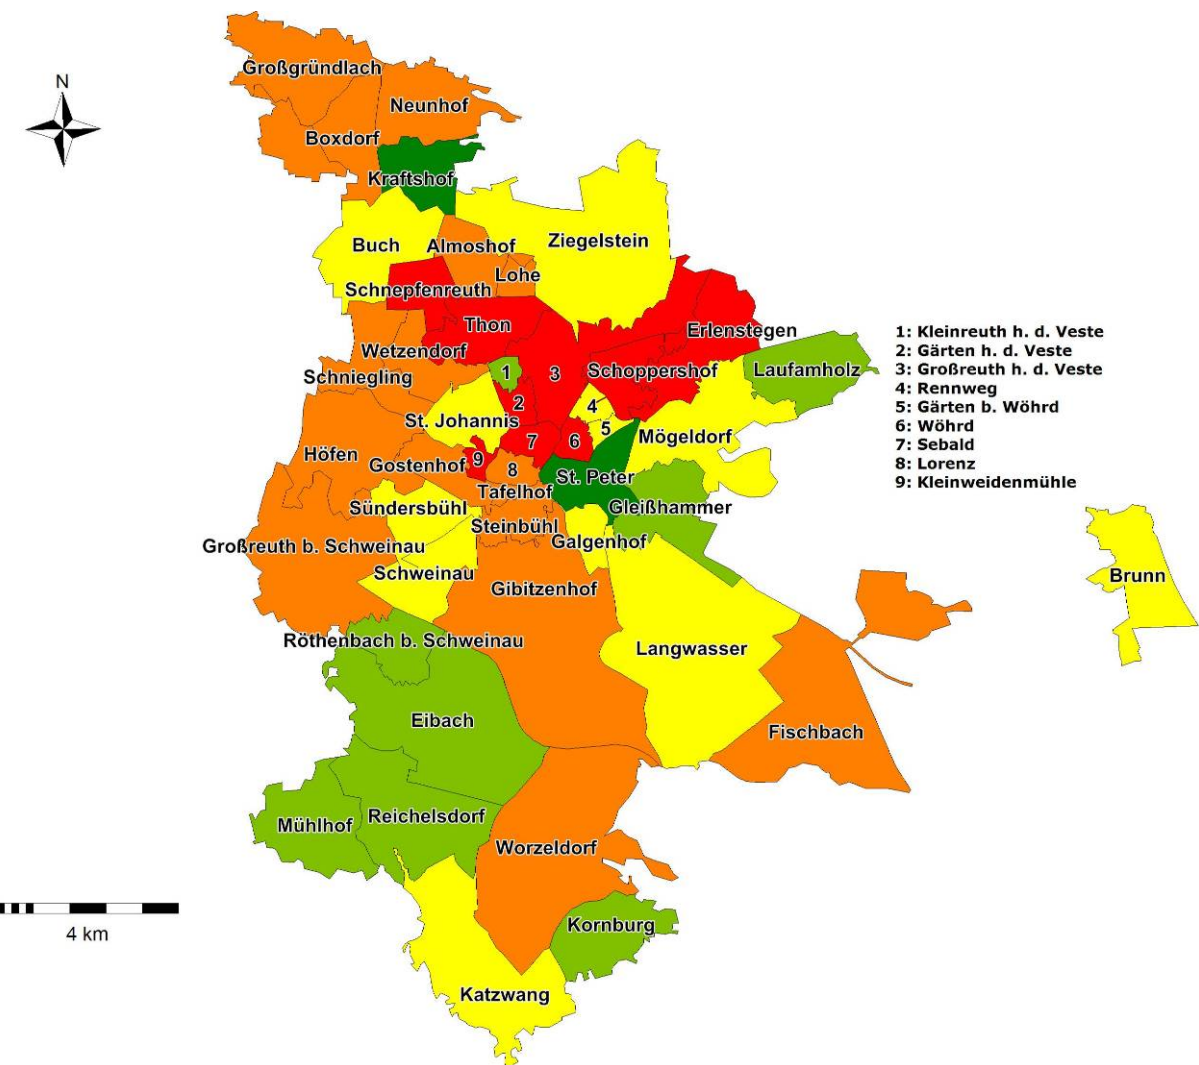 Großgründlach
N
Neunhof
Boxdorf
Kraftshof
Buch
Almoshof
Ziegelstein
Lohe
Schnepfenreuth
Thon
Erlenstegen
Wetzendorf
Schniegling
1
3
Schoppershof
Laufamholz
1: Kleinreuth h. d. Veste
2: Gärten h. d. Veste
3: Großreuth h. d. Veste
4: Rennweg
5: Gärten b. Wöhrd
6: Wöhrd
7: Sebald
8: Lorenz
9: Kleinweidenmühle
2
4
St. Johannis
5
7
6
Mögeldorf
Höfen
Gostenhof
9
8
St. Peter
Tafelhof
Sündersbühl
Gleißhammer
Steinbühl
Großreuth b. Schweinau
Galgenhof
Schweinau
Gibitzenhof
Brunn
Röthenbach b. Schweinau
Langwasser
Eibach
Fischbach
Mühlhof
Reichelsdorf
Worzeldorf
4 km
Kornburg
Katzwang